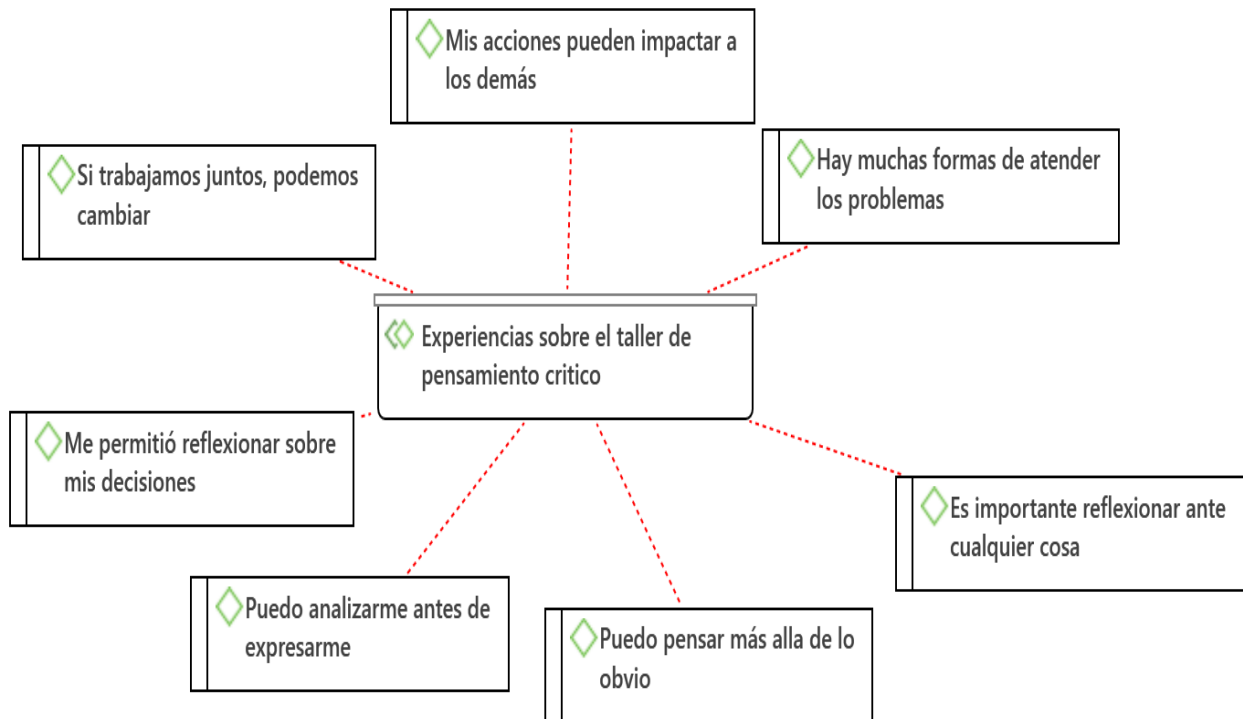 Mis acciones pueden impactar a
los demás
Si trabajamos juntos, podemos
cambiar
Hay muchas formas de atender
los problemas
Experiencias sobre el taller de
pensamiento critico
Me permitió reflexionar sobre
mis decisiones
Es importante reflexionar ante
cualquier cosa
Puedo analizarme antes de
expresarme
Puedo pensar más alla de lo
obvio